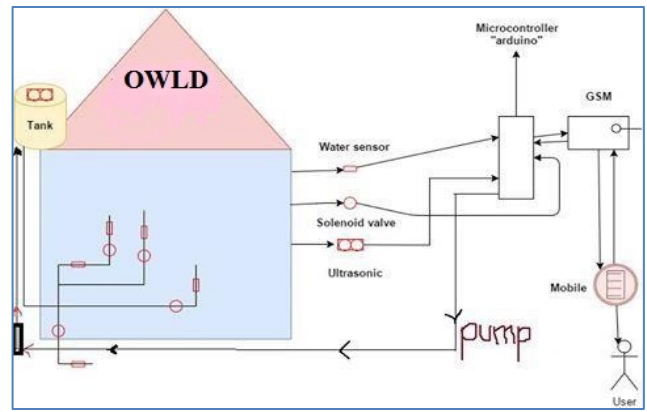 Microcontroller
"arduino"
OWLD
GSM
Tank
Water sensor
Solenoid valve
Ultrasonic
Mobile
pump
User